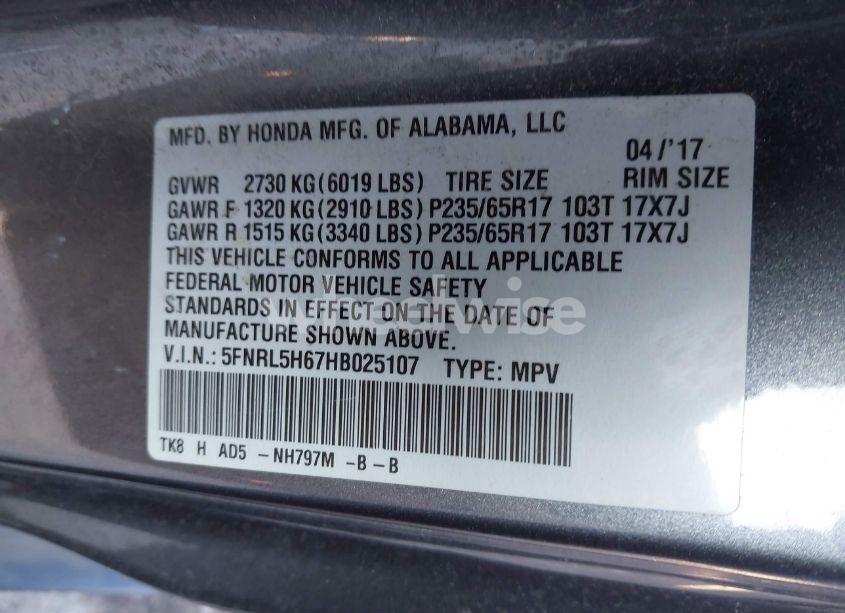 MFD. BY HONDA MFG. OF ALABAMA, LLC
04/'17
GVWR 2730 KG(6019 LBS) TIRE SIZE RIM SIZE
GAWR F 1320 KG(2910 LBS) P235/65R17 103T 17X7J
GAWR R 1515 KG(3340 LBS) P235/65R17 103T 17X7J
THIS VEHICLE CONFORMS TO ALL APPLICABLE
FEDERAL MOTOR VEHICLE SAFETY
STANDARDS IN EFFECT ON THE DATE OF
MANUFACTURE SHOWN ABOVE.
V.I.N.: 5FNRL5H67HB025107 TYPE: MPV
TK8 H AD5 -NH797M -B-B